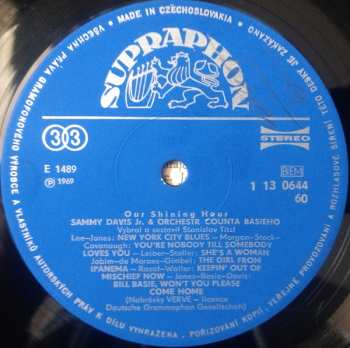 MADE IN CZECHOSLOVAKIA • VŠECHNA PRÁVA GRAMOFONOVÉHO VÝROBCE A VLASTNÍKŮ AUTORSKÝCH PRÁV K DÍLU VYHRAZENA. POŘIZOVÁNÍ KOPIÍ, VEŘEJNÉ PROVOZOVÁNÍ A ROZHLASOVÉ ŠÍŘENÍ TÉTO DESKY JE ZAKÁZÁNO
SUPRAPHON
33
STEREO
E 1489
℗ 1969
BIEM
1 13 0644
60
Our Shining Hour
SAMMY DAVIS Jr. & ORCHESTR COUNTA BASIEHO
Vybral a sestavil Stanislav Titzl
Lee-Jones: NEW YORK CITY BLUES — Morgan-Stock-
Cavanaugh: YOU'RE NOBODY TILL SOMEBODY
LOVES YOU — Leiber-Stoller: SHE'S A WOMAN
Jobim-de Moraes-Gimbel: THE GIRL FROM
IPANEMA — Razaf-Waller: KEEPIN' OUT OF
MISCHIEF NOW — Jones-Bevis-Davis:
BILL BASIE, WON'T YOU PLEASE
COME HOME
(Nahrávky VERVE - licence
Deutsche Grammophon Gesellschaft)